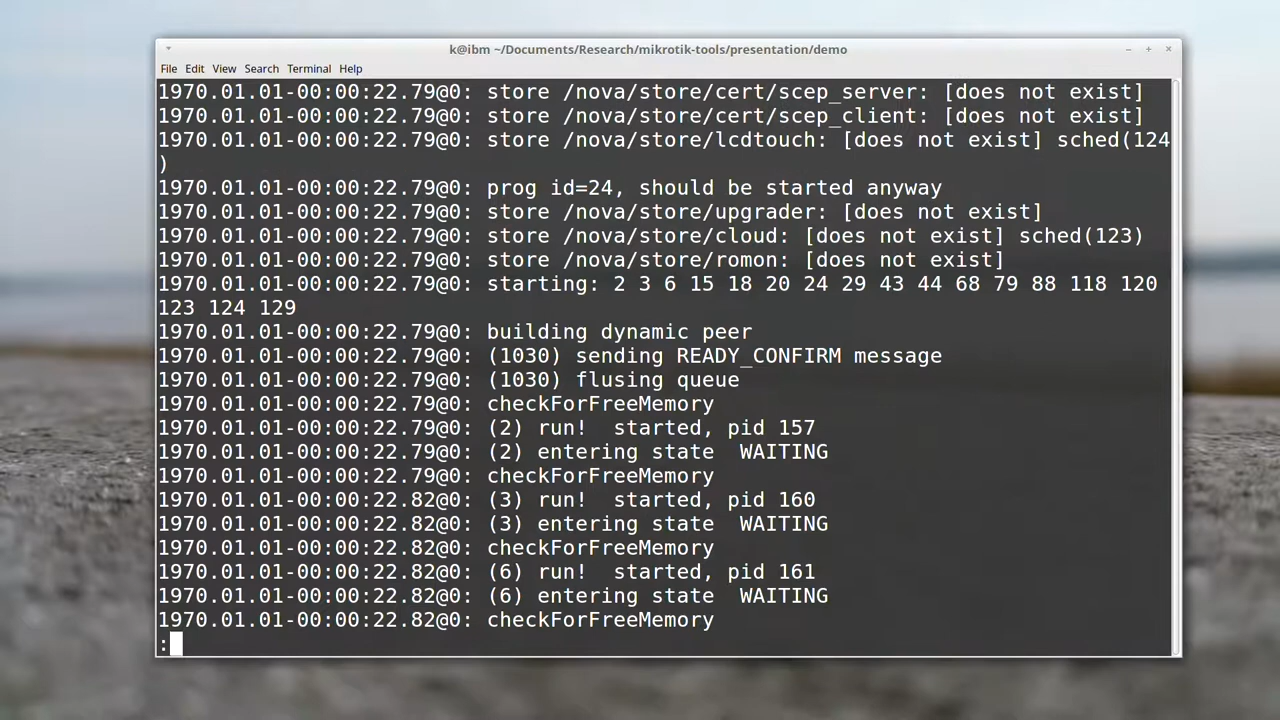 k@ibm ~/Documents/Research/mikrotik-tools/presentation/demo
File Edit View Search Terminal Help
1970.01.01-00:00:22.79@0: store /nova/store/cert/scep_server: [does not exist]
1970.01.01-00:00:22.79@0: store /nova/store/cert/scep_client: [does not exist]
1970.01.01-00:00:22.79@0: store /nova/store/lcdtouch: [does not exist] sched(124
)
1970.01.01-00:00:22.79@0: prog id=24, should be started anyway
1970.01.01-00:00:22.79@0: store /nova/store/upgrader: [does not exist]
1970.01.01-00:00:22.79@0: store /nova/store/cloud: [does not exist] sched(123)
1970.01.01-00:00:22.79@0: store /nova/store/romon: [does not exist]
1970.01.01-00:00:22.79@0: starting: 2 3 6 15 18 20 24 29 43 44 68 79 88 118 120
123 124 129
1970.01.01-00:00:22.79@0: building dynamic peer
1970.01.01-00:00:22.79@0: (1030) sending READY_CONFIRM message
1970.01.01-00:00:22.79@0: (1030) flusing queue
1970.01.01-00:00:22.79@0: checkForFreeMemory
1970.01.01-00:00:22.79@0: (2) run!  started, pid 157
1970.01.01-00:00:22.79@0: (2) entering state  WAITING
1970.01.01-00:00:22.79@0: checkForFreeMemory
1970.01.01-00:00:22.82@0: (3) run!  started, pid 160
1970.01.01-00:00:22.82@0: (3) entering state  WAITING
1970.01.01-00:00:22.82@0: checkForFreeMemory
1970.01.01-00:00:22.82@0: (6) run!  started, pid 161
1970.01.01-00:00:22.82@0: (6) entering state  WAITING
1970.01.01-00:00:22.82@0: checkForFreeMemory
: